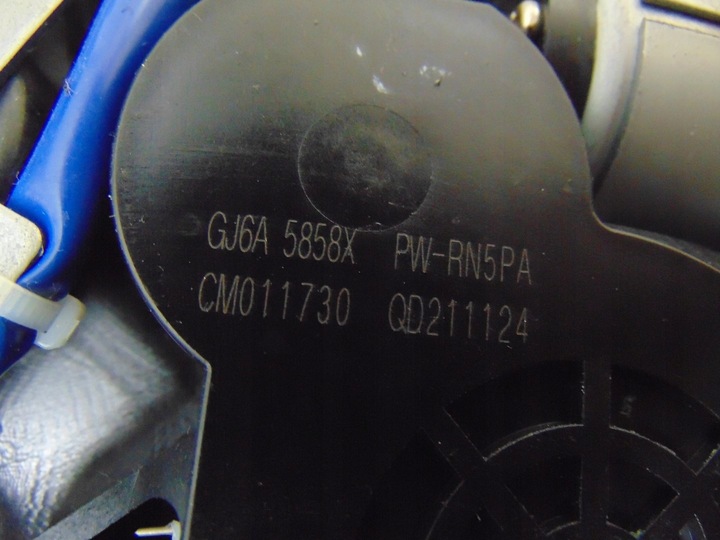 GJ6A 5858X PW-RN5PA
CM011730 QD211124